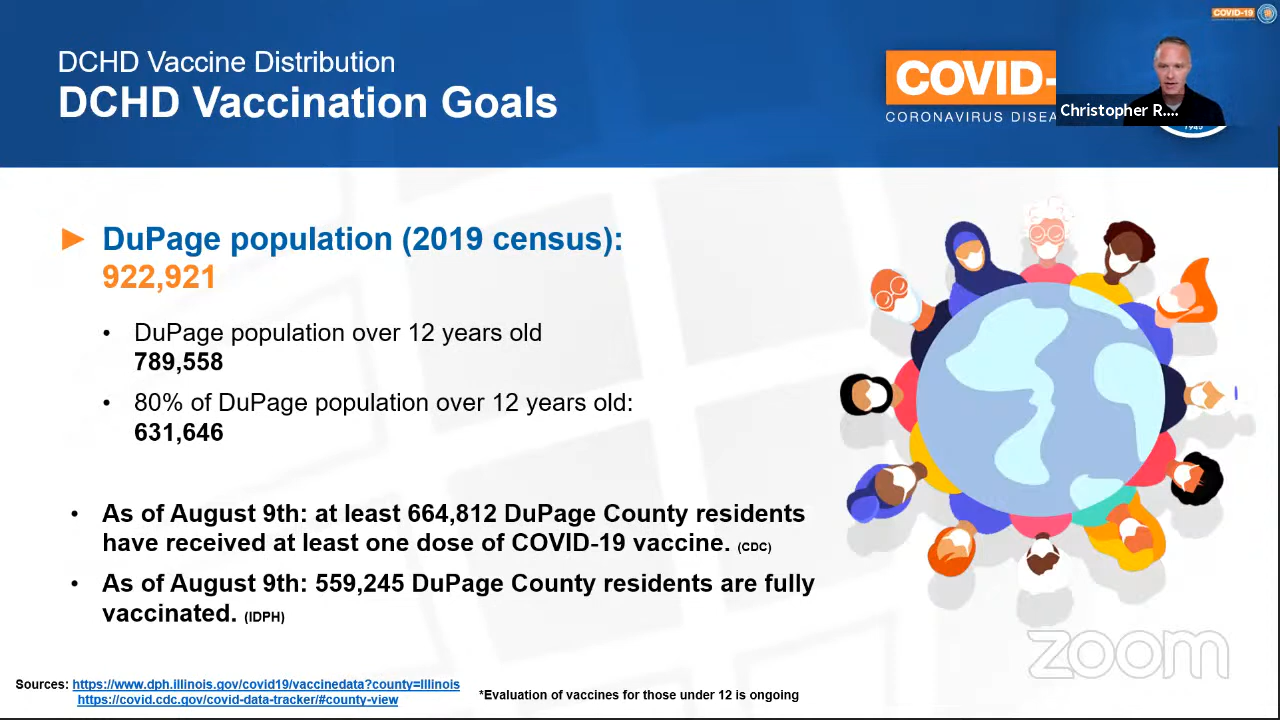 COVID-19
DCHD Vaccine Distribution
DCHD Vaccination Goals
COVID-
CORONAVIRUS DISEA
Christopher R....
1945
► DuPage population (2019 census):
922,921
• DuPage population over 12 years old
789,558
• 80% of DuPage population over 12 years old:
631,646
• As of August 9th: at least 664,812 DuPage County residents
have received at least one dose of COVID-19 vaccine. (CDC)
• As of August 9th: 559,245 DuPage County residents are fully
vaccinated. (IDPH)
zoom
Sources: https://www.dph.illinois.gov/covid19/vaccinedata?county=Illinois
https://covid.cdc.gov/covid-data-tracker/#county-view
*Evaluation of vaccines for those under 12 is ongoing